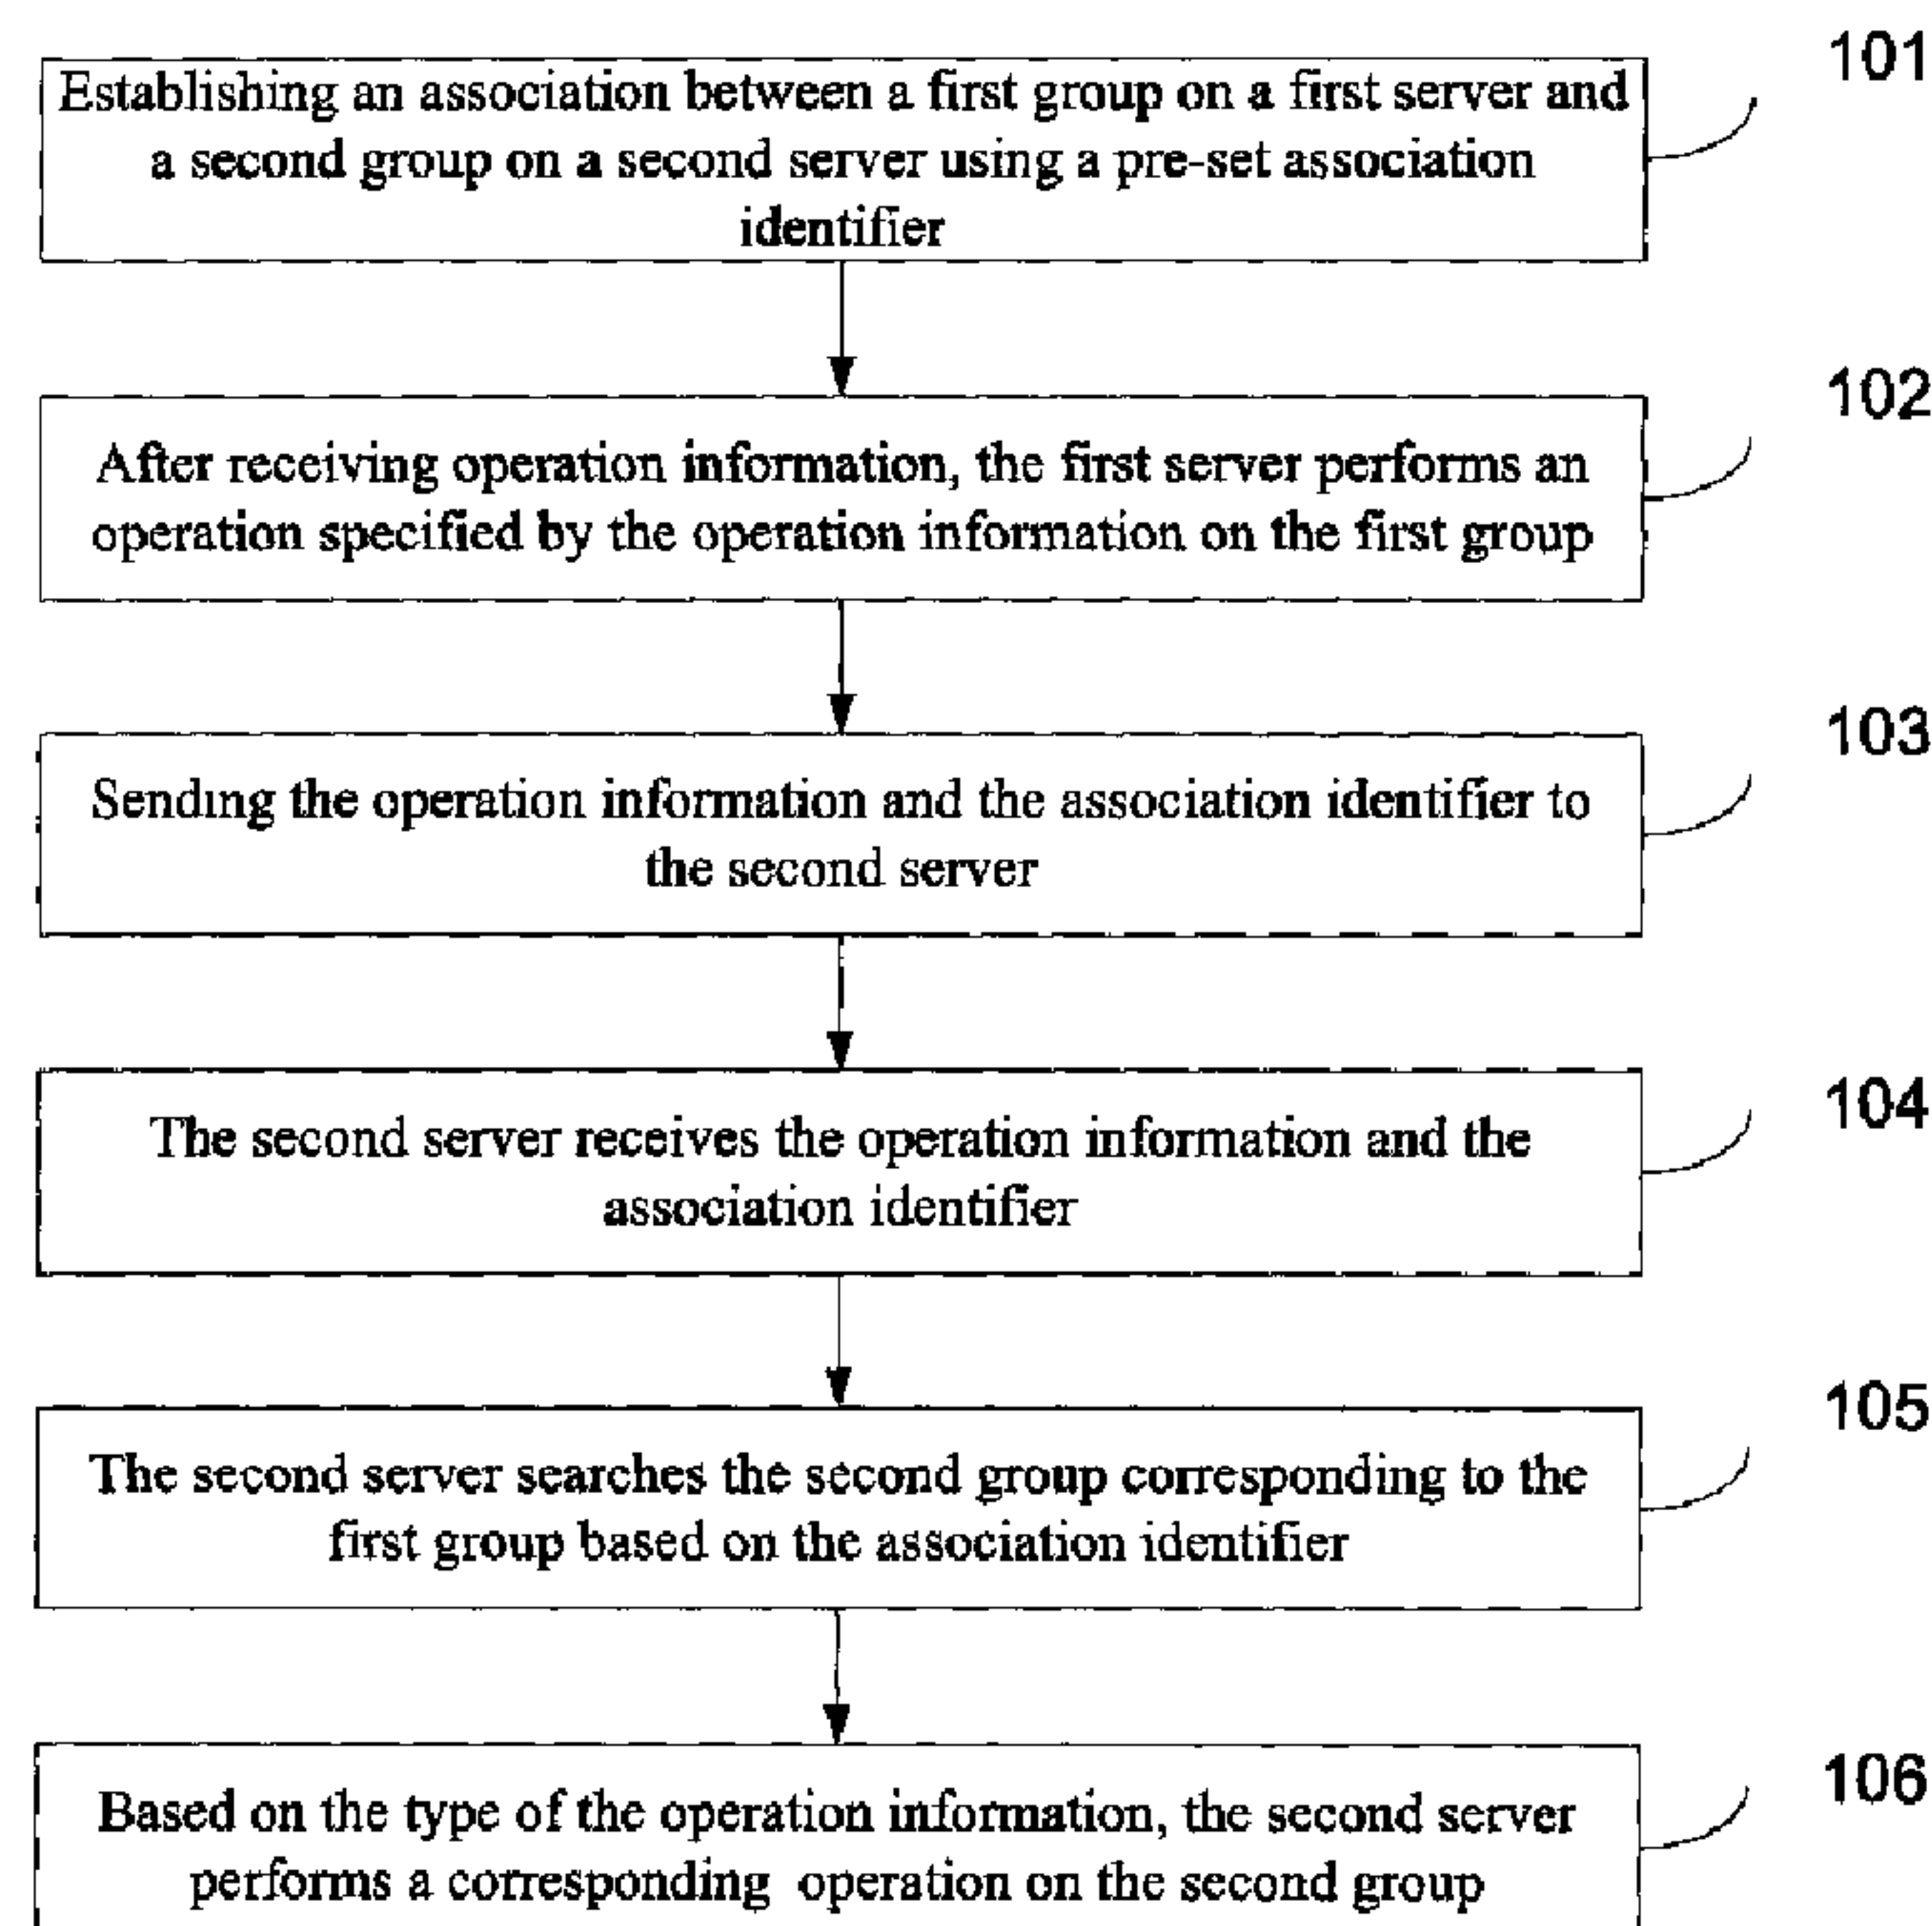 101
Establishing an association between a first group on a first server and
a second group on a second server using a pre-set association
identifier
102
After receiving operation information, the first server performs an
operation specified by the operation information on the first group
103
Sending the operation information and the association identifier to
the second server
104
The second server receives the operation information and the
association identifier
105
The second server searches the second group corresponding to the
first group based on the association identifier
106
Based on the type of the operation information, the second server
performs a corresponding operation on the second group